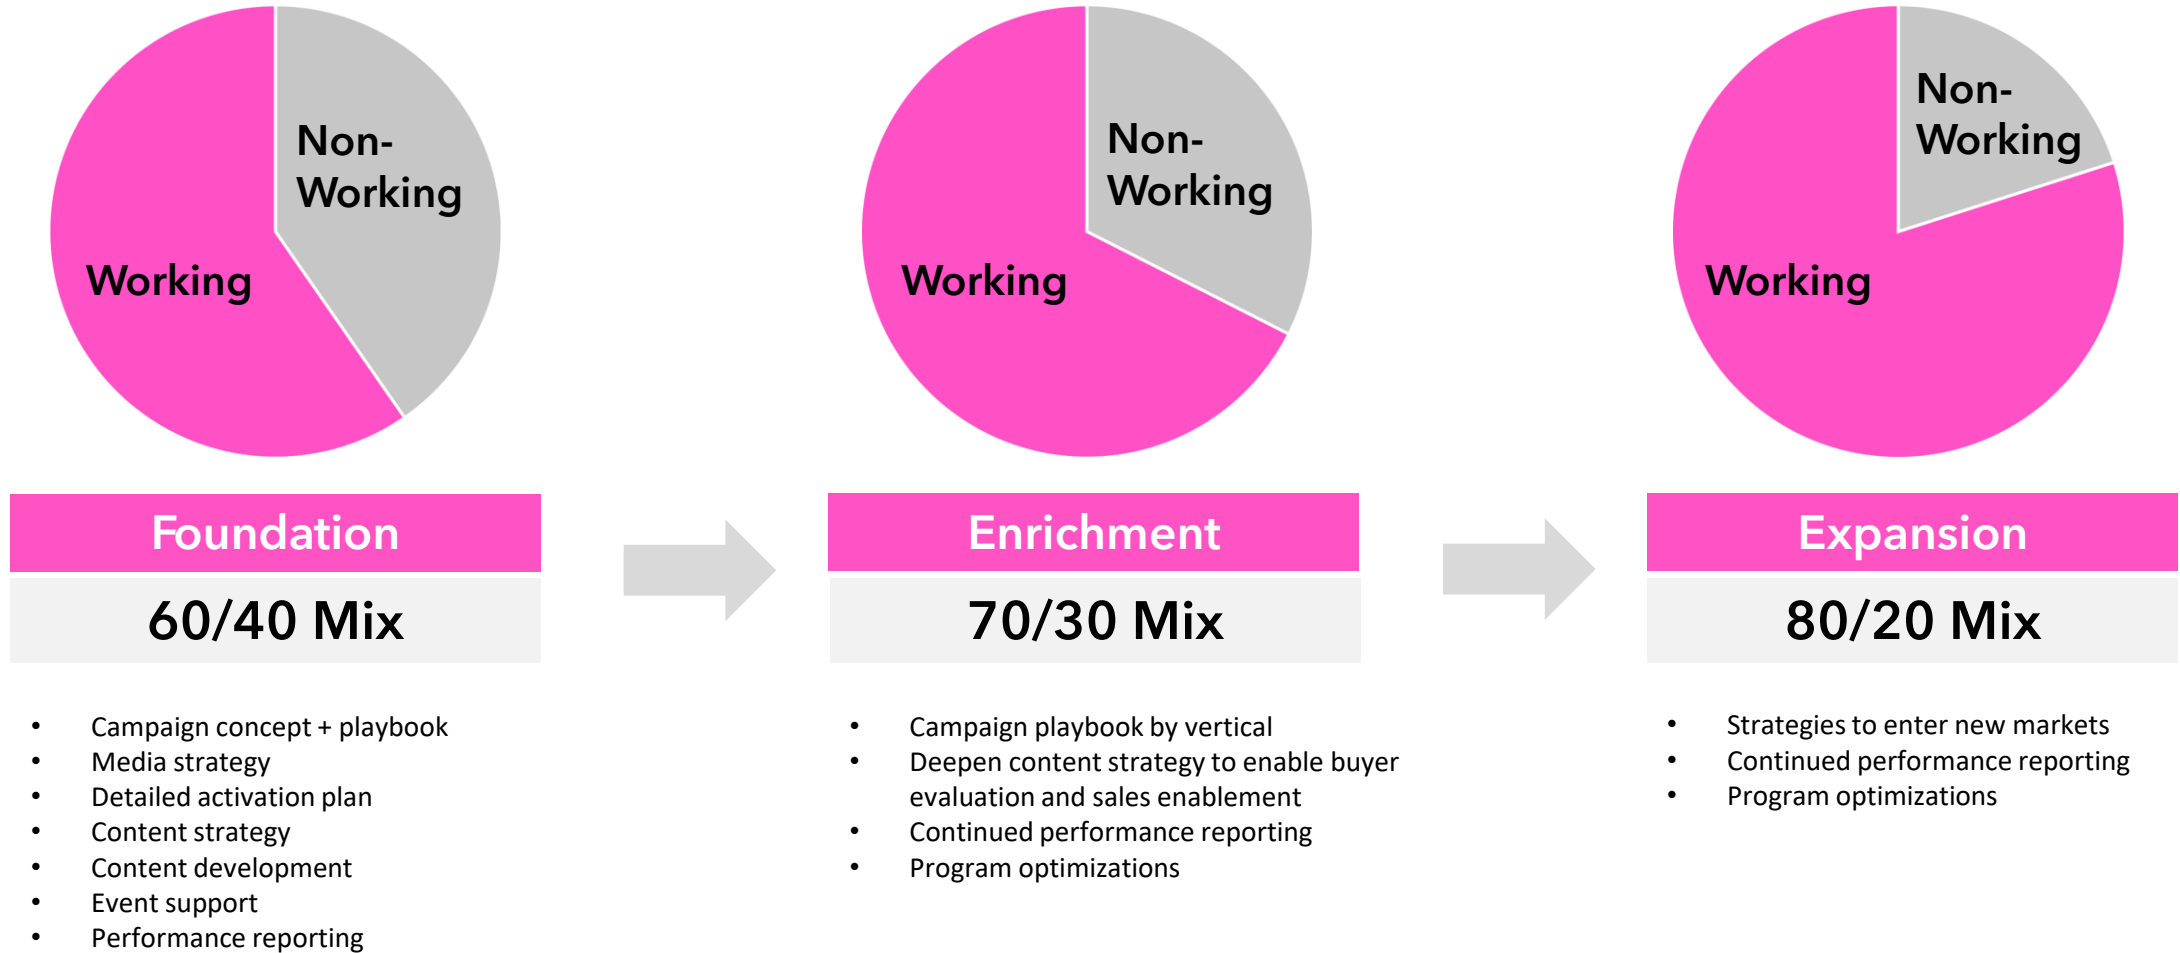 Non-
Working
Working
Non-
Working
Working
Non-
Working
Working
Foundation
60/40 Mix
• Campaign concept + playbook
• Media strategy
• Detailed activation plan
• Content strategy
• Content development
• Event support
• Performance reporting
Enrichment
70/30 Mix
• Campaign playbook by vertical
• Deepen content strategy to enable buyer
evaluation and sales enablement
• Continued performance reporting
• Program optimizations
Expansion
80/20 Mix
• Strategies to enter new markets
• Continued performance reporting
• Program optimizations